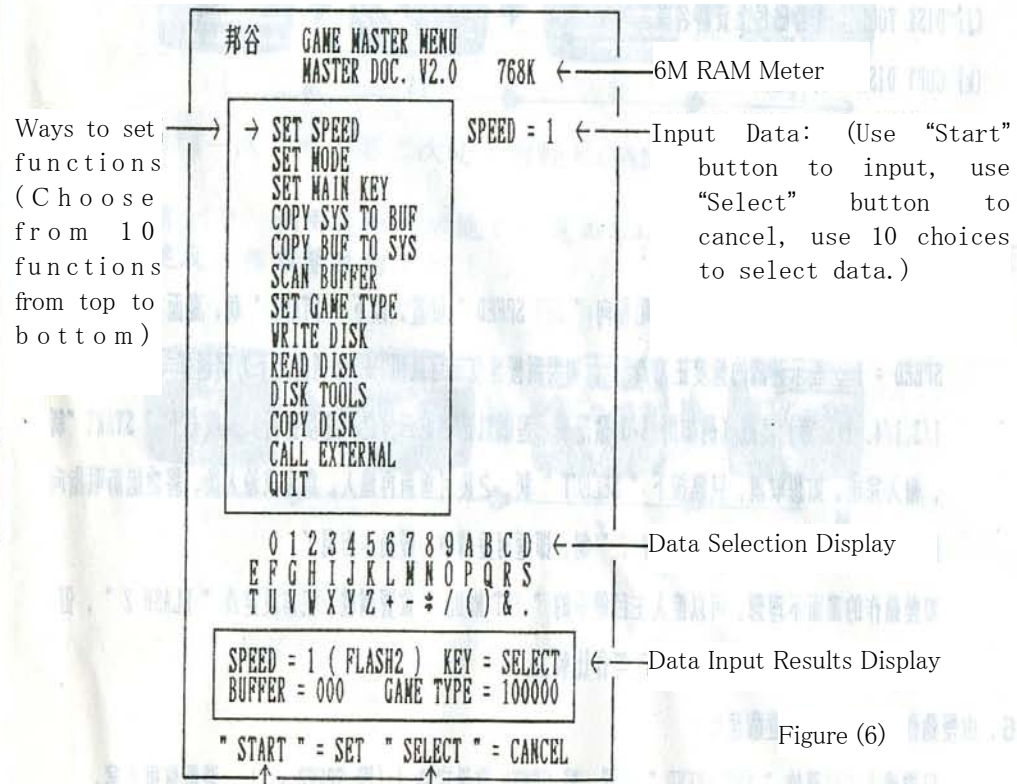 邦谷 GAME MASTER MENU
MASTER DOC. V2.0 768K ← 6M RAM Meter
Ways to set functions (Choose from 10 functions from top to bottom)
→ SET SPEED SPEED = 1 ←
SET MODE
SET MAIN KEY
COPY SYS TO BUF
COPY BUF TO SYS
SCAN BUFFER
SET GAME TYPE
WRITE DISK
READ DISK
DISK TOOLS
COPY DISK
CALL EXTERNAL
QUIT
Input Data: (Use “Start”
button to input, use
“Select” button to
cancel, use 10 choices
to select data.)
0 1 2 3 4 5 6 7 8 9 A B C D ← Data Selection Display
E F G H I J K L M N O P Q R S
T U V W X Y Z + - * / ( ) & .
SPEED = 1 ( FLASH2 ) KEY = SELECT ← Data Input Results Display
BUFFER = 000 GAME TYPE = 100000
" START " = SET " SELECT " = CANCEL
Figure (6)